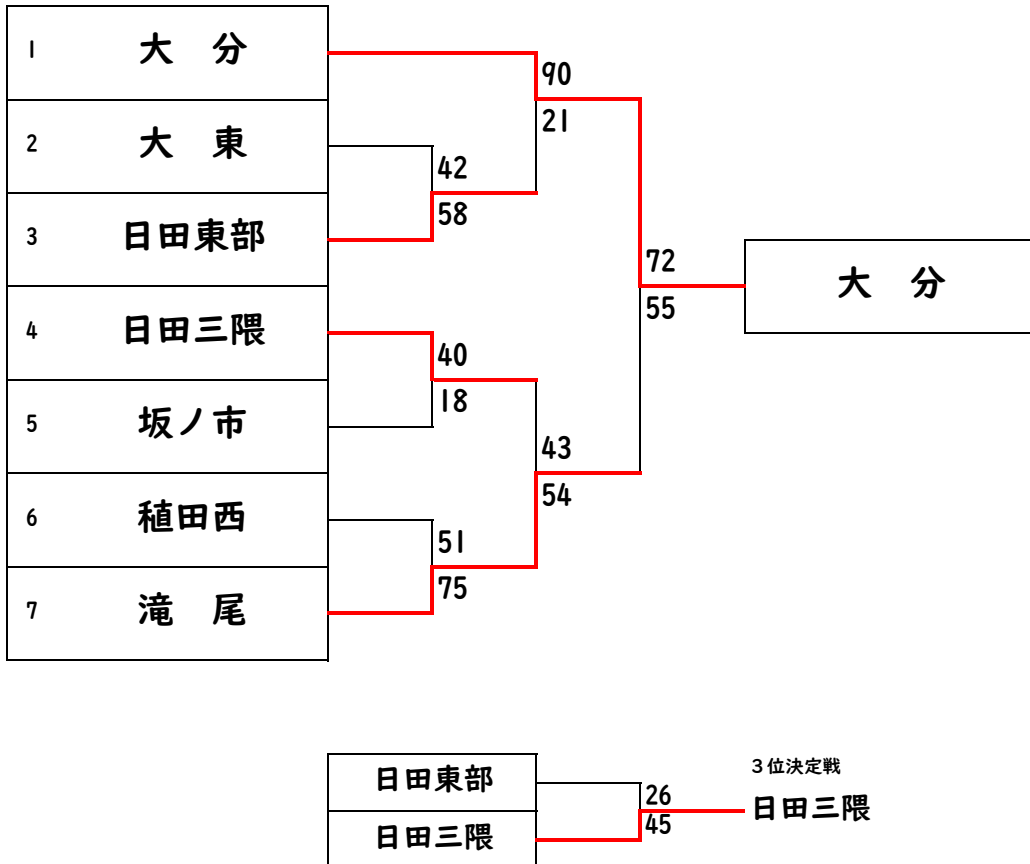 1 大 分
90
21
2 大 東
42
58
3 日田東部
72
55
大 分
4 日田三隈
40
18
5 坂ノ市
43
54
6 稙田西
51
75
7 滝 尾
日田東部
26
45
日田三隈
3位決定戦
日田三隈